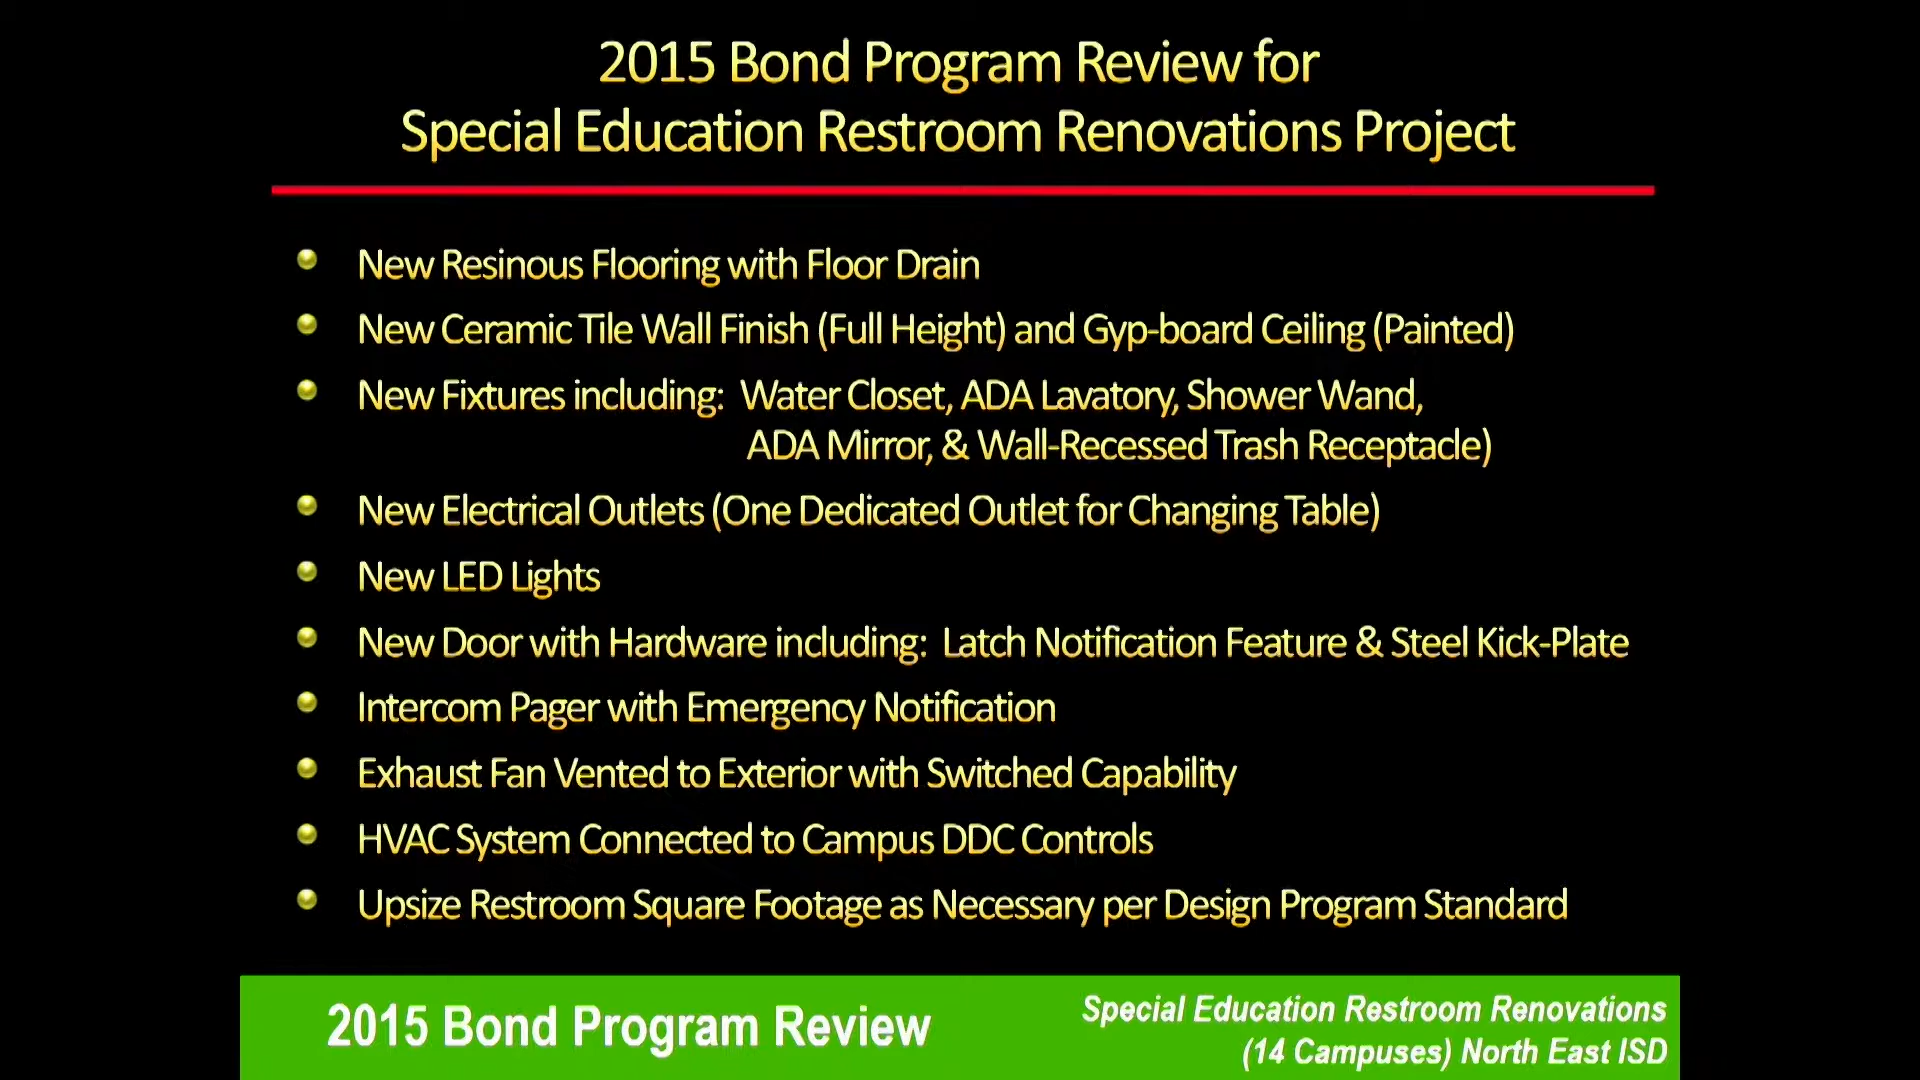 2015 Bond Program Review for
Special Education Restroom Renovations Project
New Resinous Flooring with Floor Drain
New Ceramic Tile Wall Finish (Full Height) and Gyp-board Ceiling (Painted)
New Fixtures including: Water Closet, ADA Lavatory, Shower Wand,
ADA Mirror, & Wall-Recessed Trash Receptacle)
New Electrical Outlets (One Dedicated Outlet for Changing Table)
New LED Lights
New Door with Hardware including: Latch Notification Feature & Steel Kick-Plate
Intercom Pager with Emergency Notification
Exhaust Fan Vented to Exterior with Switched Capability
HVAC System Connected to Campus DDC Controls
Upsize Restroom Square Footage as Necessary per Design Program Standard
2015 Bond Program Review
Special Education Restroom Renovations
(14 Campuses) North East ISD